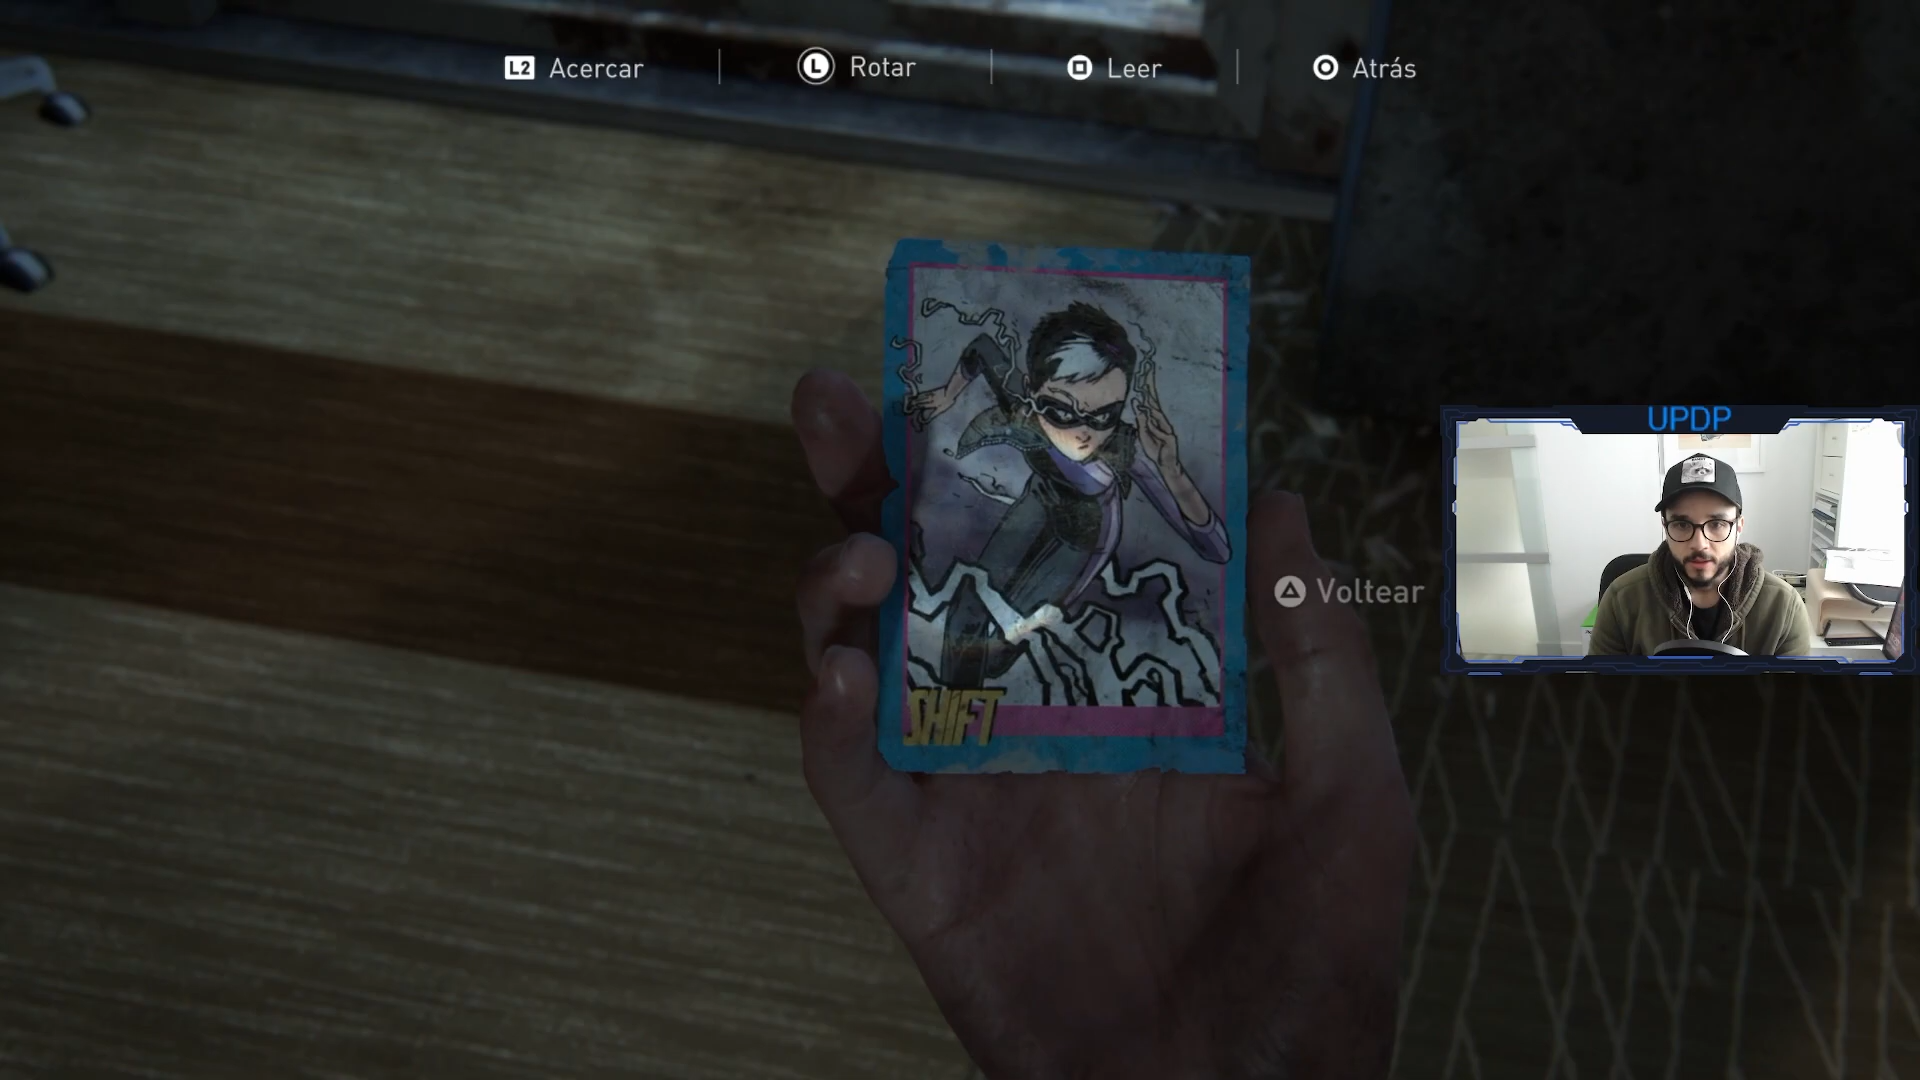 L2 Acercar
L Rotar
Leer
Atrás
UPDP
Voltear
SHIFT